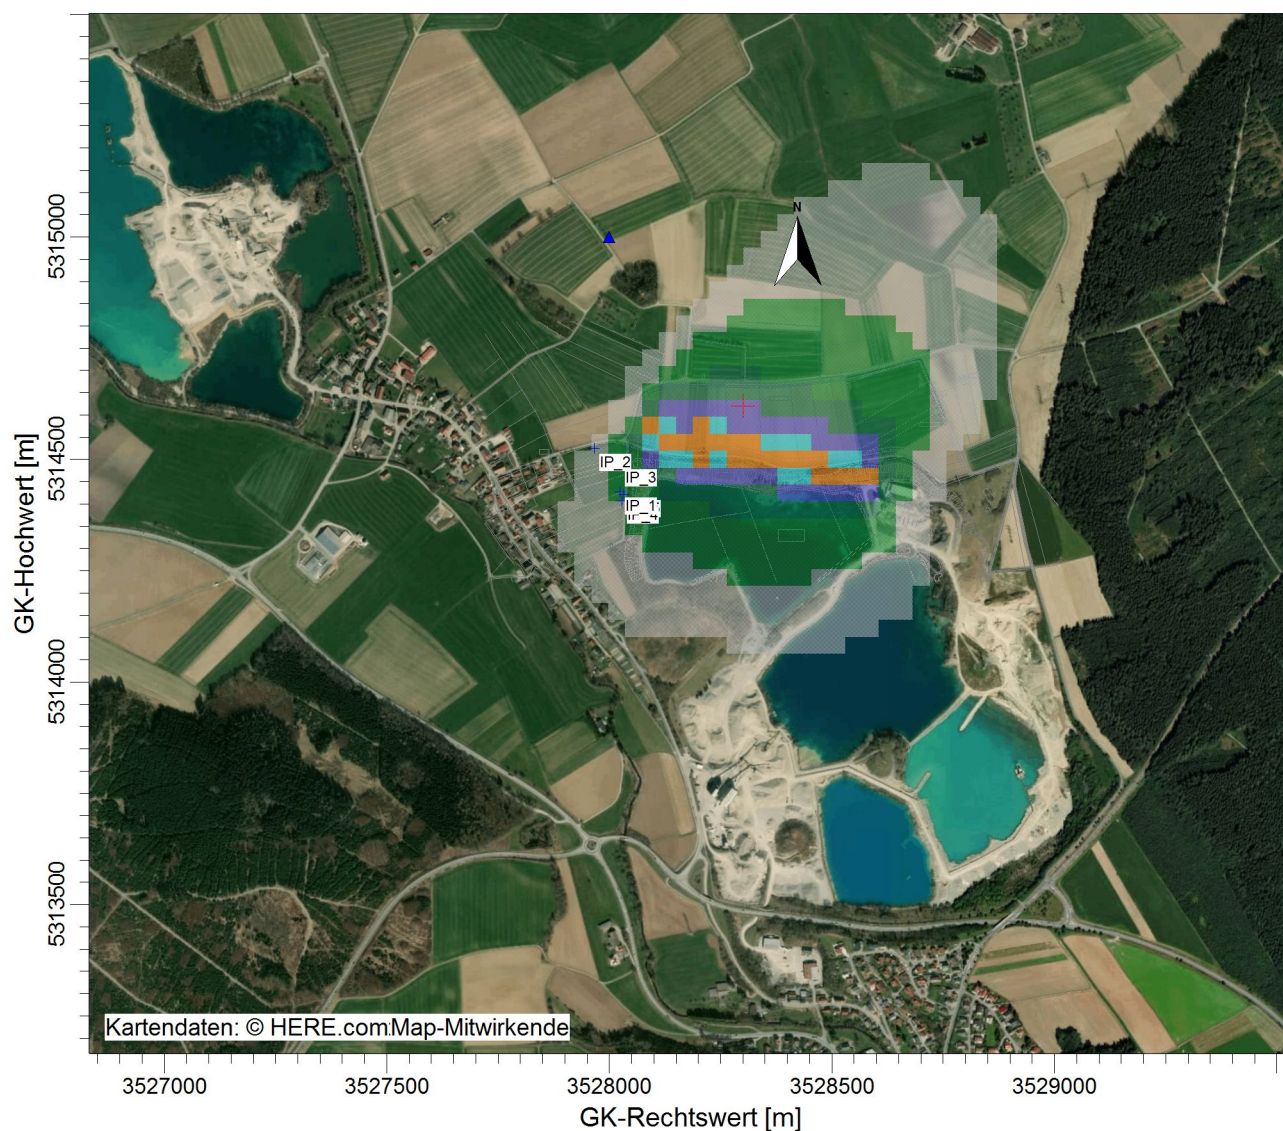 GK-Hochwert [m]
5315000
5314500
5314000
5313500
N
IP_2
IP_3
IP_1
IP_4
Kartendaten: © HERE.com:Map-Mitwirkende
3527000 3527500 3528000 3528500 3529000
GK-Rechtswert [m]